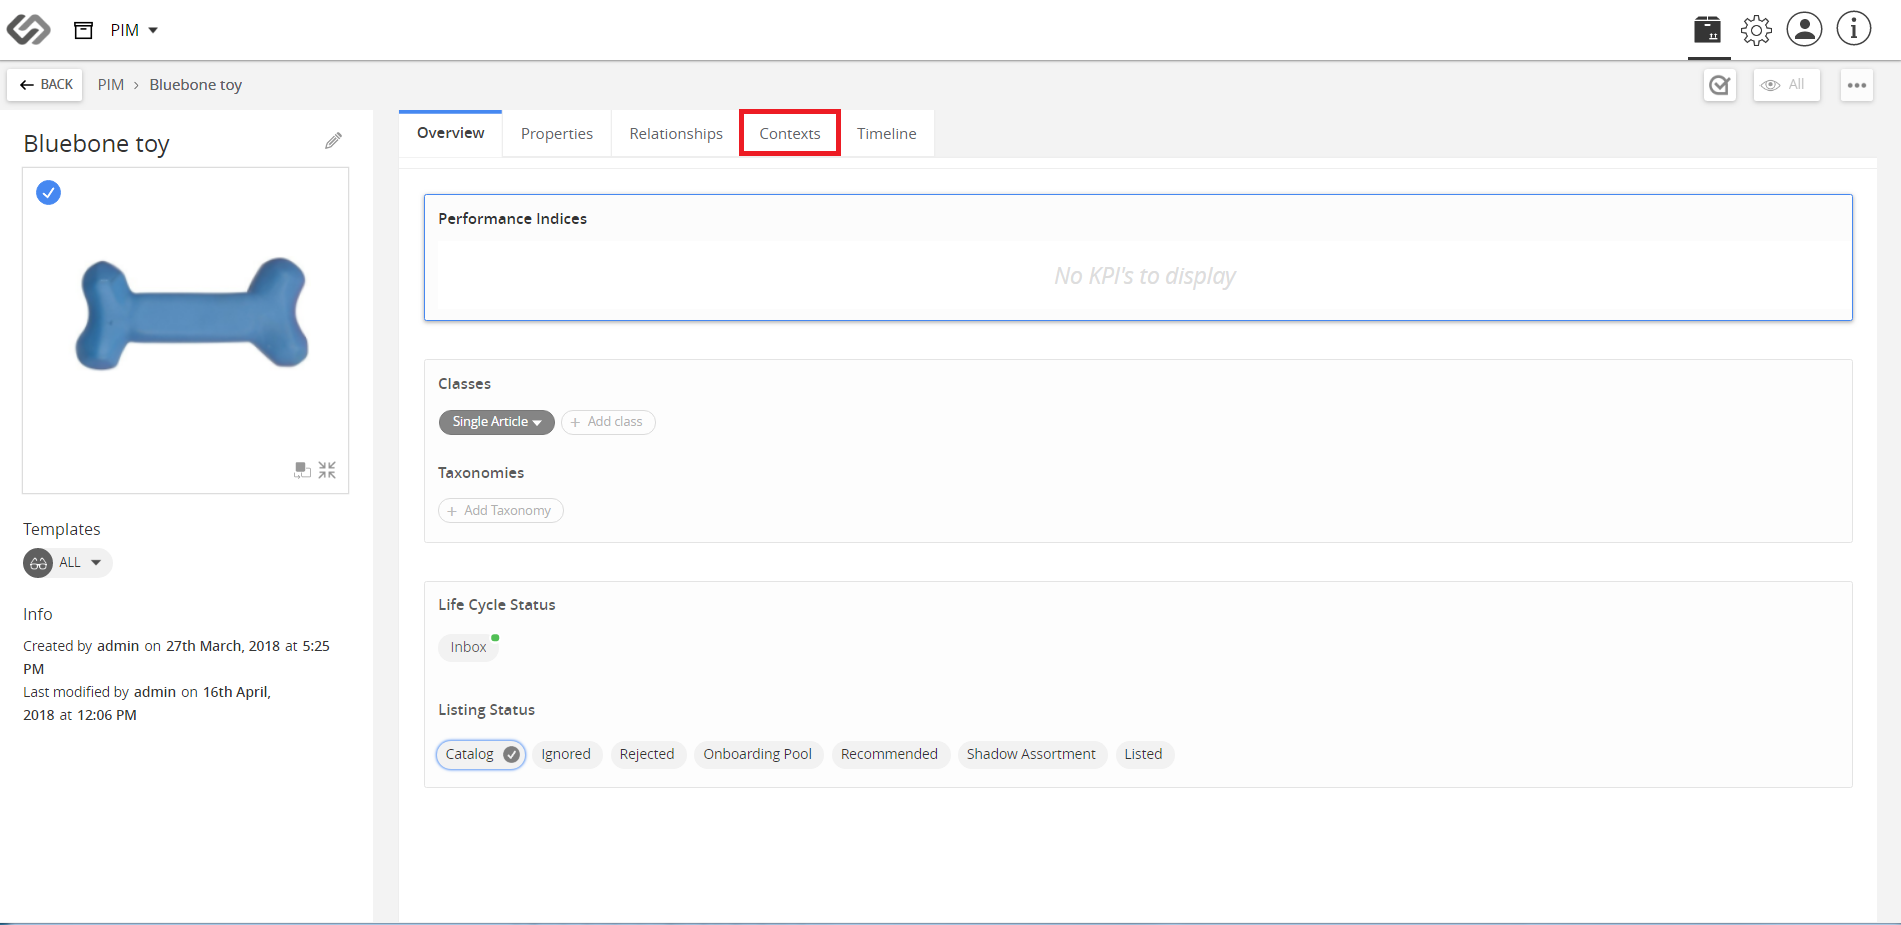 PIM
BACK PIM > Bluebone toy
All
Bluebone toy
Overview Properties Relationships Contexts Timeline
Performance Indices
No KPI's to display
Classes
Single Article + Add class
Taxonomies
+ Add Taxonomy
Templates
ALL
Info
Created by admin on 27th March, 2018 at 5:25
PM
Last modified by admin on 16th April,
2018 at 12:06 PM
Life Cycle Status
Inbox
Listing Status
Catalog Ignored Rejected Onboarding Pool Recommended Shadow Assortment Listed